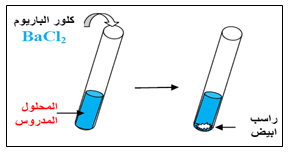 كلور الباريوم
BaCl2
المحلول
المدروس
راسب
ابيض